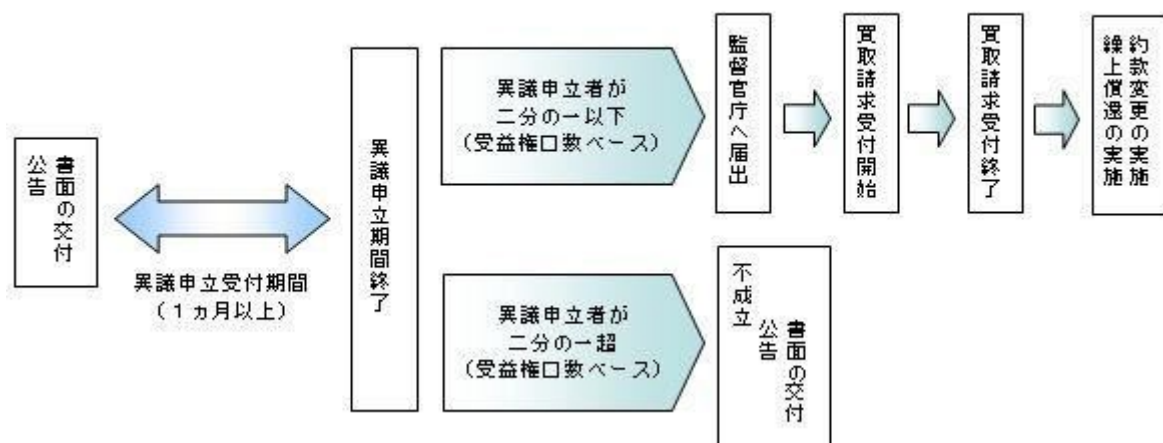 公告
書面の交付
異議申立受付期間
（１ヵ月以上）
異議申立期間終了
異議申立者が
二分の一以下
（受益権口数ベース）
監督官庁へ届出
買取請求受付開始
買取請求受付終了
約款変更の実施
繰上償還の実施
異議申立者が
二分の一超
（受益権口数ベース）
不成立
公告
書面の交付